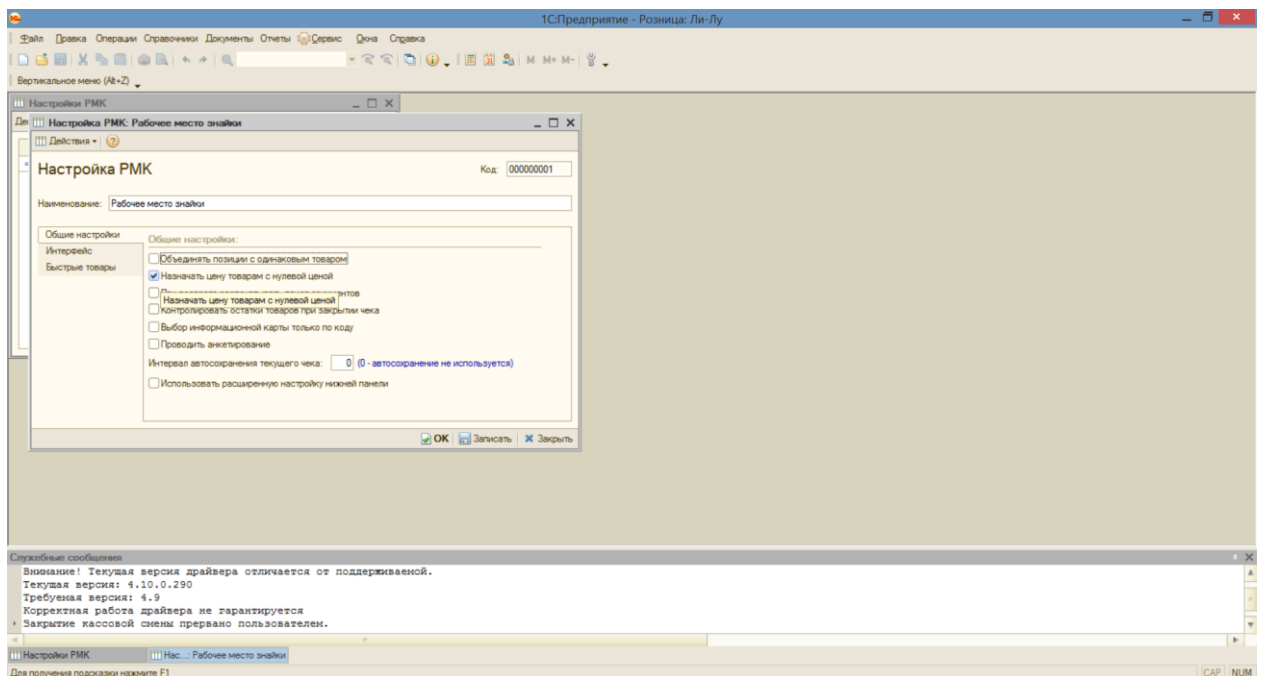 1С:Предприятие - Розница: Ли-Лу
Файл Правка Операции Справочники Документы Отчеты Сервис Окна Справка
M M+ M-
Вертикальное меню (Alt+Z)
Настройки РМК
Настройка РМК: Рабочее место знайки
Действия
Настройка РМК
Код: 000000001
Наименование: Рабочее место знайки
Общие настройки
Интерфейс
Быстрые товары
Общие настройки:
Объединять позиции с одинаковым товаром
Назначать цену товарам с нулевой ценой
Назначать цену товарам с нулевой ценой
Контролировать остатки товаров при закрытии чека
Выбор информационной карты только по коду
Проводить анкетирование
Интервал автосохранения текущего чека: 0 (0 - автосохранение не используется)
Использовать расширенную настройку нижней панели
OK Записать Закрыть
Служебные сообщения
Внимание! Текущая версия драйвера отличается от поддерживаемой.
Текущая версия: 4.10.0.290
Требуемая версия: 4.9
Корректная работа драйвера не гарантируется
Закрытие кассовой смены прервано пользователем.
Настройки РМК
Нас...: Рабочее место знайки
Для получения подсказки нажмите F1
CAP NUM